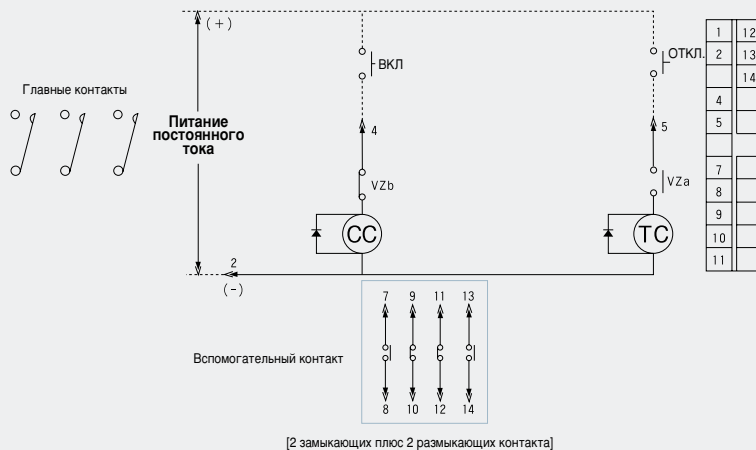 (+)
ВКЛ
ОТКЛ.
Главные контакты
Питание
постоянного
тока
4
5
VZb
VZa
CC
TC
2
(-)
1 12
2 13
14
4
5
7
8
9
10
11
7 9 11 13
Вспомогательный контакт
8 10 12 14
[2 замыкающих плюс 2 размыкающих контакта]